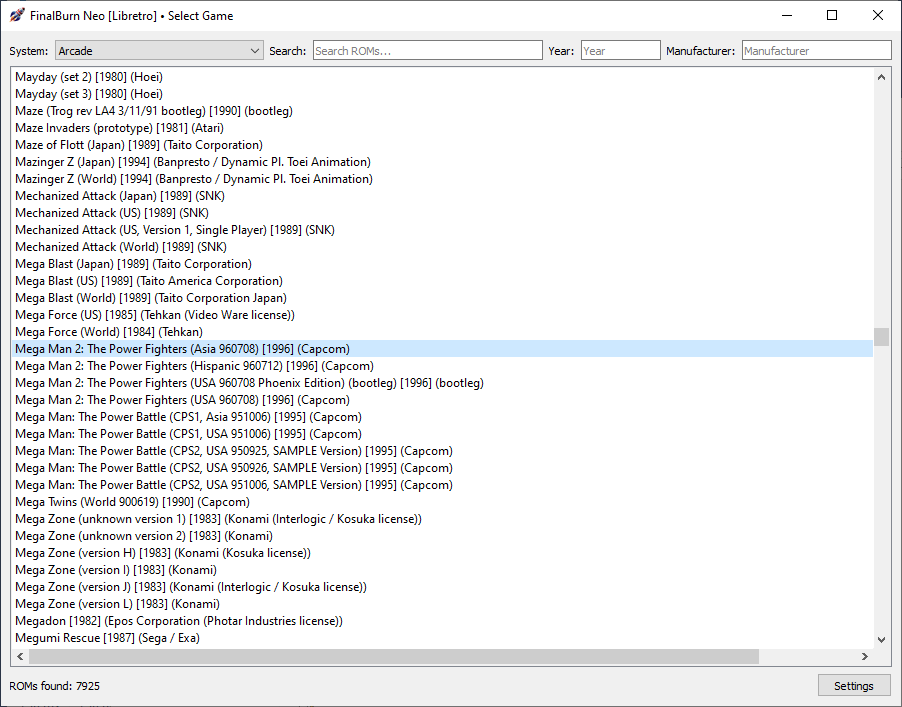 FinalBurn Neo [Libretro] • Select Game
System: Arcade Search: Search ROMs... Year: Year Manufacturer: Manufacturer
Mayday (set 2) [1980] (Hoei)
Mayday (set 3) [1980] (Hoei)
Maze (Trog rev LA4 3/11/91 bootleg) [1990] (bootleg)
Maze Invaders (prototype) [1981] (Atari)
Maze of Flott (Japan) [1989] (Taito Corporation)
Mazinger Z (Japan) [1994] (Banpresto / Dynamic Pl. Toei Animation)
Mazinger Z (World) [1994] (Banpresto / Dynamic Pl. Toei Animation)
Mechanized Attack (Japan) [1989] (SNK)
Mechanized Attack (US) [1989] (SNK)
Mechanized Attack (US, Version 1, Single Player) [1989] (SNK)
Mechanized Attack (World) [1989] (SNK)
Mega Blast (Japan) [1989] (Taito Corporation)
Mega Blast (US) [1989] (Taito America Corporation)
Mega Blast (World) [1989] (Taito Corporation Japan)
Mega Force (US) [1985] (Tehkan (Video Ware license))
Mega Force (World) [1984] (Tehkan)
Mega Man 2: The Power Fighters (Asia 960708) [1996] (Capcom)
Mega Man 2: The Power Fighters (Hispanic 960712) [1996] (Capcom)
Mega Man 2: The Power Fighters (USA 960708 Phoenix Edition) (bootleg) [1996] (bootleg)
Mega Man 2: The Power Fighters (USA 960708) [1996] (Capcom)
Mega Man: The Power Battle (CPS1, Asia 951006) [1995] (Capcom)
Mega Man: The Power Battle (CPS1, USA 951006) [1995] (Capcom)
Mega Man: The Power Battle (CPS2, USA 950925, SAMPLE Version) [1995] (Capcom)
Mega Man: The Power Battle (CPS2, USA 950926, SAMPLE Version) [1995] (Capcom)
Mega Man: The Power Battle (CPS2, USA 951006, SAMPLE Version) [1995] (Capcom)
Mega Twins (World 900619) [1990] (Capcom)
Mega Zone (unknown version 1) [1983] (Konami (Interlogic / Kosuka license))
Mega Zone (unknown version 2) [1983] (Konami)
Mega Zone (version H) [1983] (Konami (Kosuka license))
Mega Zone (version I) [1983] (Konami)
Mega Zone (version J) [1983] (Konami (Interlogic / Kosuka license))
Mega Zone (version L) [1983] (Konami)
Megadon [1982] (Epos Corporation (Photar Industries license))
Megumi Rescue [1987] (Sega / Exa)
ROMs found: 7925 Settings